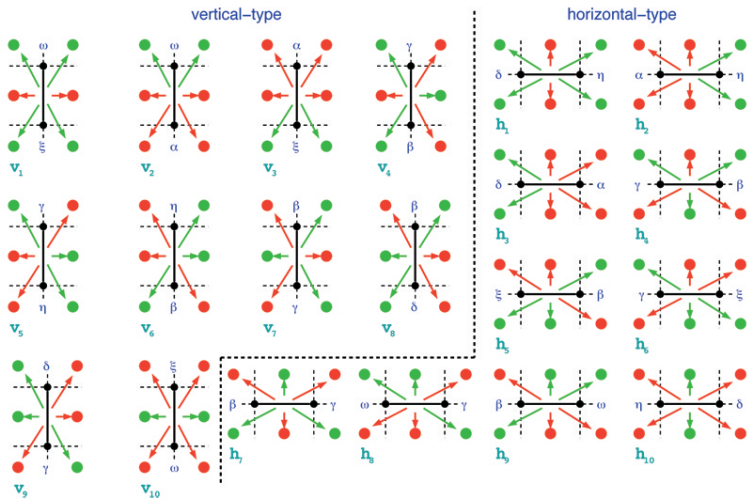 vertical–type horizontal–type
ω ω α γ
δ η α η
ξ α ξ β
v₁ v₂ v₃ v₄
h₁ h₂
δ α γ β
γ η β β
h₃ h₄
ξ β γ ξ
η β γ δ
v₅ v₆ v₇ v₈
h₅ h₆
δ ξ
β γ ω γ β ω η δ
γ ω
h₇ h₈ h₉ h₁₀
v₉ v₁₀